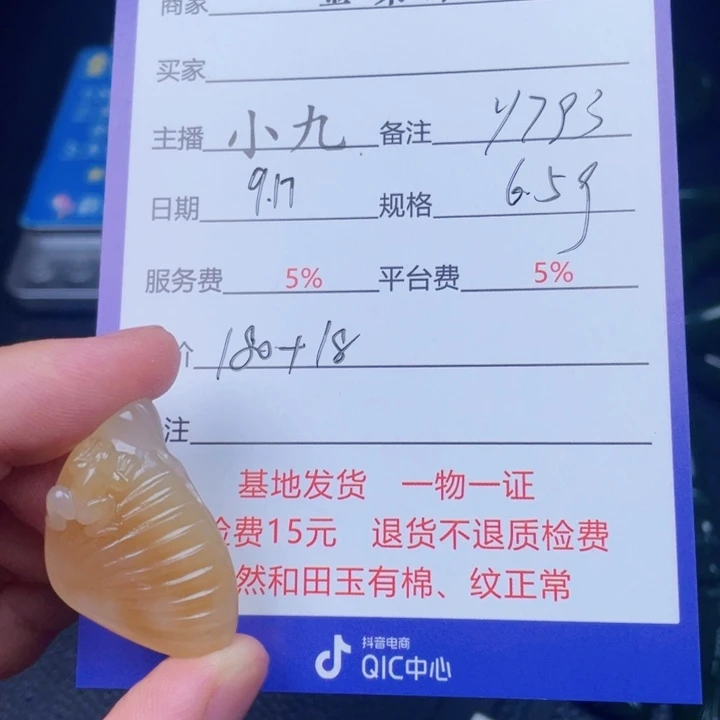 商家
买家
主播 小九 备注 4793
日期 9.17 规格 6.5g
服务费 5% 平台费 5%
价 180+18
注
基地发货 一物一证
检费15元 退货不退质检费
然和田玉有棉、纹正常
抖音电商
QIC中心